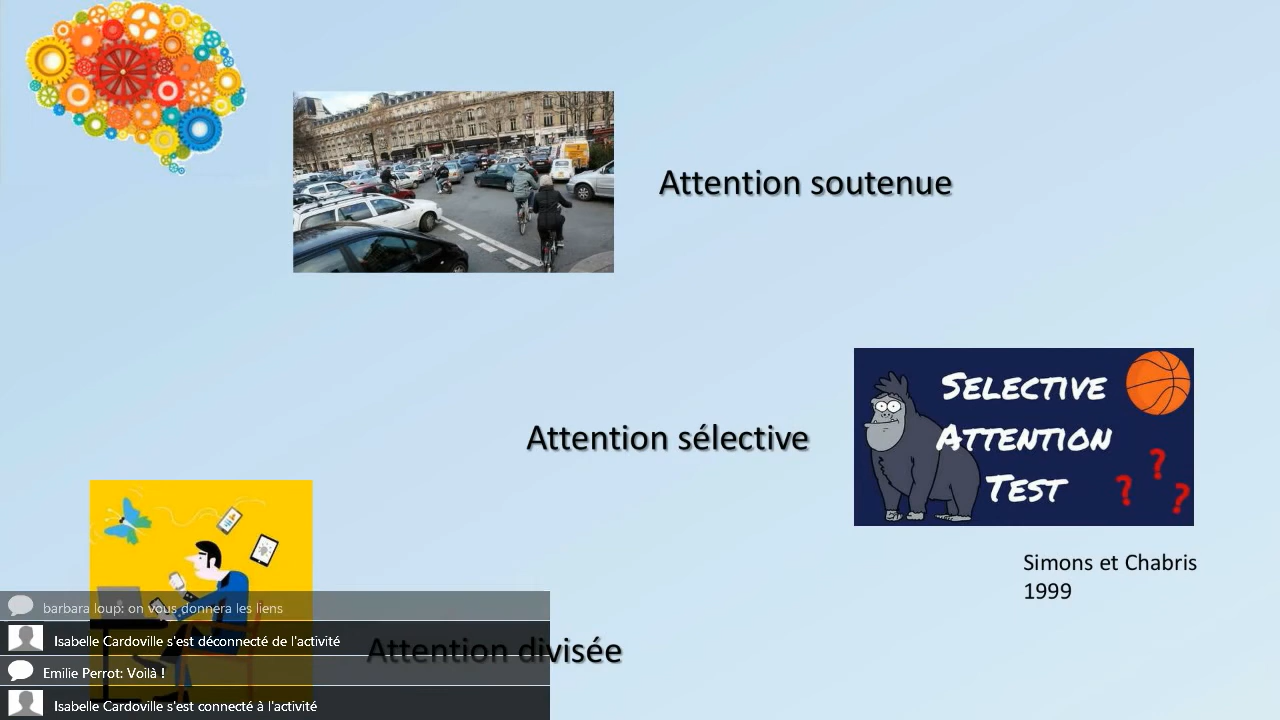 Attention soutenue
SELECTIVE
ATTENTION
TEST
? ? ?
Attention sélective
Simons et Chabris
1999
barbara loup: on vous donnera les liens
Isabelle Cardoville s'est déconnecté de l'activité
Attention divisée
Emilie Perrot: Voilà !
Isabelle Cardoville s'est connecté à l'activité